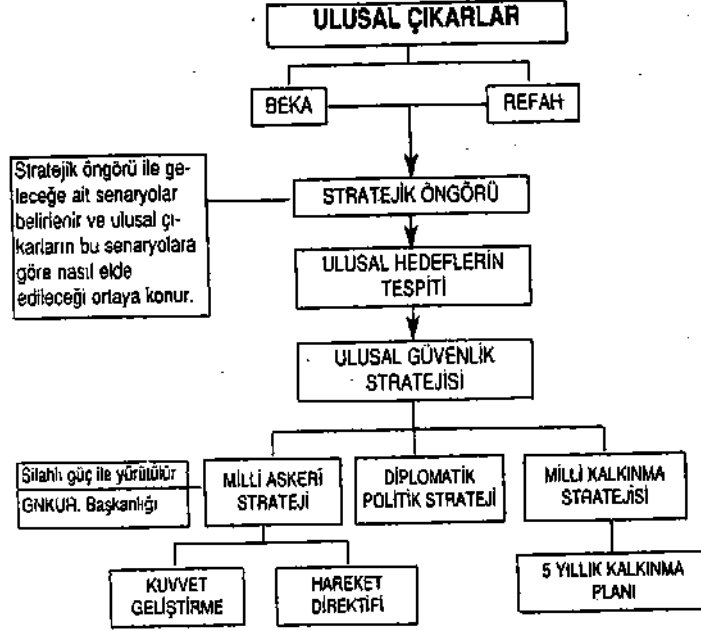 ULUSAL ÇIKARLAR
BEKA
REFAH
Stratejik öngörü ile ge-
leceğe ait senaryolar
belirlenir ve ulusal çı-
karların bu senaryolara
göre nasıl elde
edileceği ortaya konur.
STRATEJİK ÖNGÖRÜ
ULUSAL HEDEFLERİN
TESPİTİ
ULUSAL GÜVENLİK
STRATEJİSİ
Silahlı güç ile yürütülür
GNKUR. Başkanlığı
MİLLİ ASKERİ
STRATEJİ
DİPLOMATİK
POLİTİK STRATEJİ
MİLLİ KALKINMA
STRATEJİSİ
KUVVET
GELİŞTİRME
HAREKET
DİREKTİFİ
5 YILLIK KALKINMA
PLANI